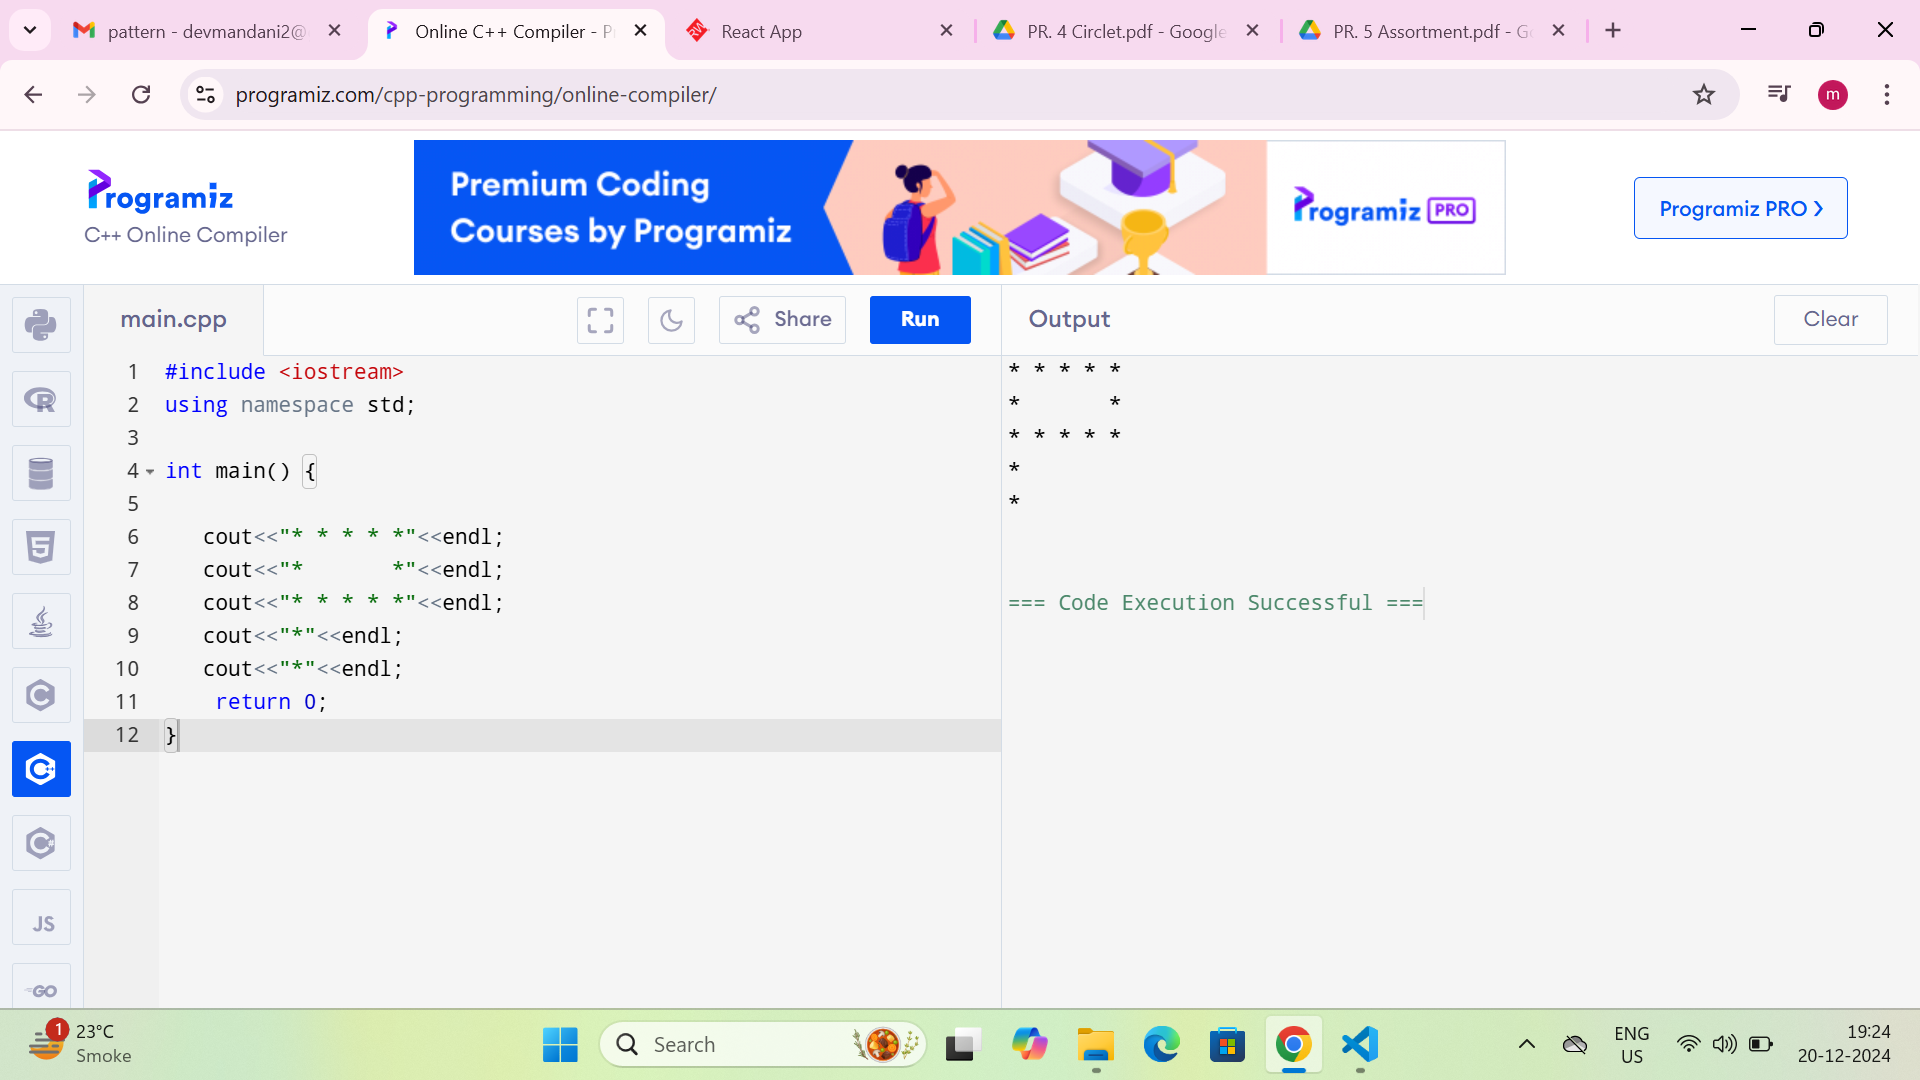 pattern - devmandani2@
Online C++ Compiler - P
React App
PR. 4 Circlet.pdf - Google
PR. 5 Assortment.pdf - Go
programiz.com/cpp-programming/online-compiler/
m
Programiz
C++ Online Compiler
Premium Coding
Courses by Programiz
Programiz PRO
Programiz PRO ›
main.cpp
Share
Run
Output
Clear
1 #include <iostream>
2 using namespace std;
3
4 int main() {
5
6    cout<<"* * * * *"<<endl;
7    cout<<"*       *"<<endl;
8    cout<<"* * * * *"<<endl;
9    cout<<"*"<<endl;
10    cout<<"*"<<endl;
11     return 0;
12 }
* * * * *
*       *
* * * * *
*
*
=== Code Execution Successful ===
JS
GO
1
23°C
Smoke
Search
ENG
US
19:24
20-12-2024